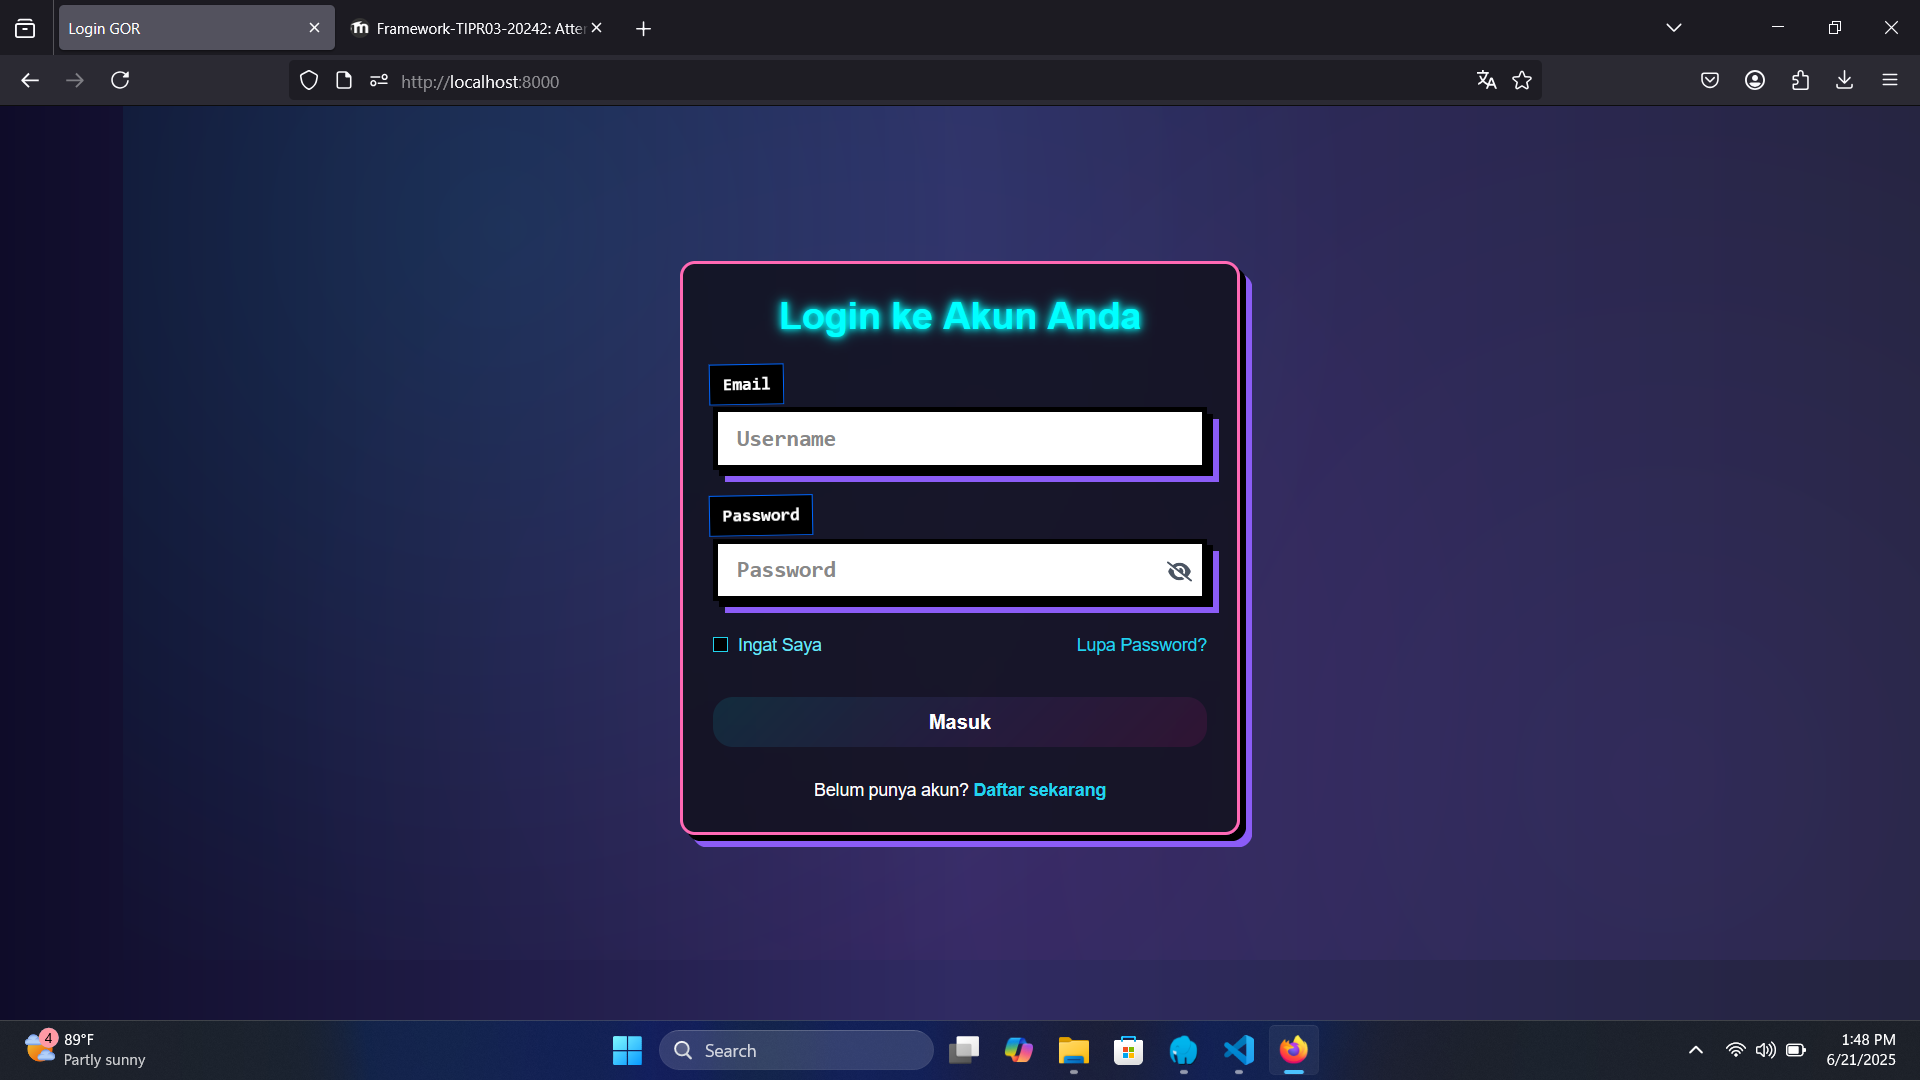 Login GOR
Framework-TIPR03-20242: Atte
http://localhost:8000
Login ke Akun Anda
Email
Username
Password
Password
Ingat Saya
Lupa Password?
Masuk
Belum punya akun? Daftar sekarang
4
89°F
Partly sunny
Search
1:48 PM
6/21/2025